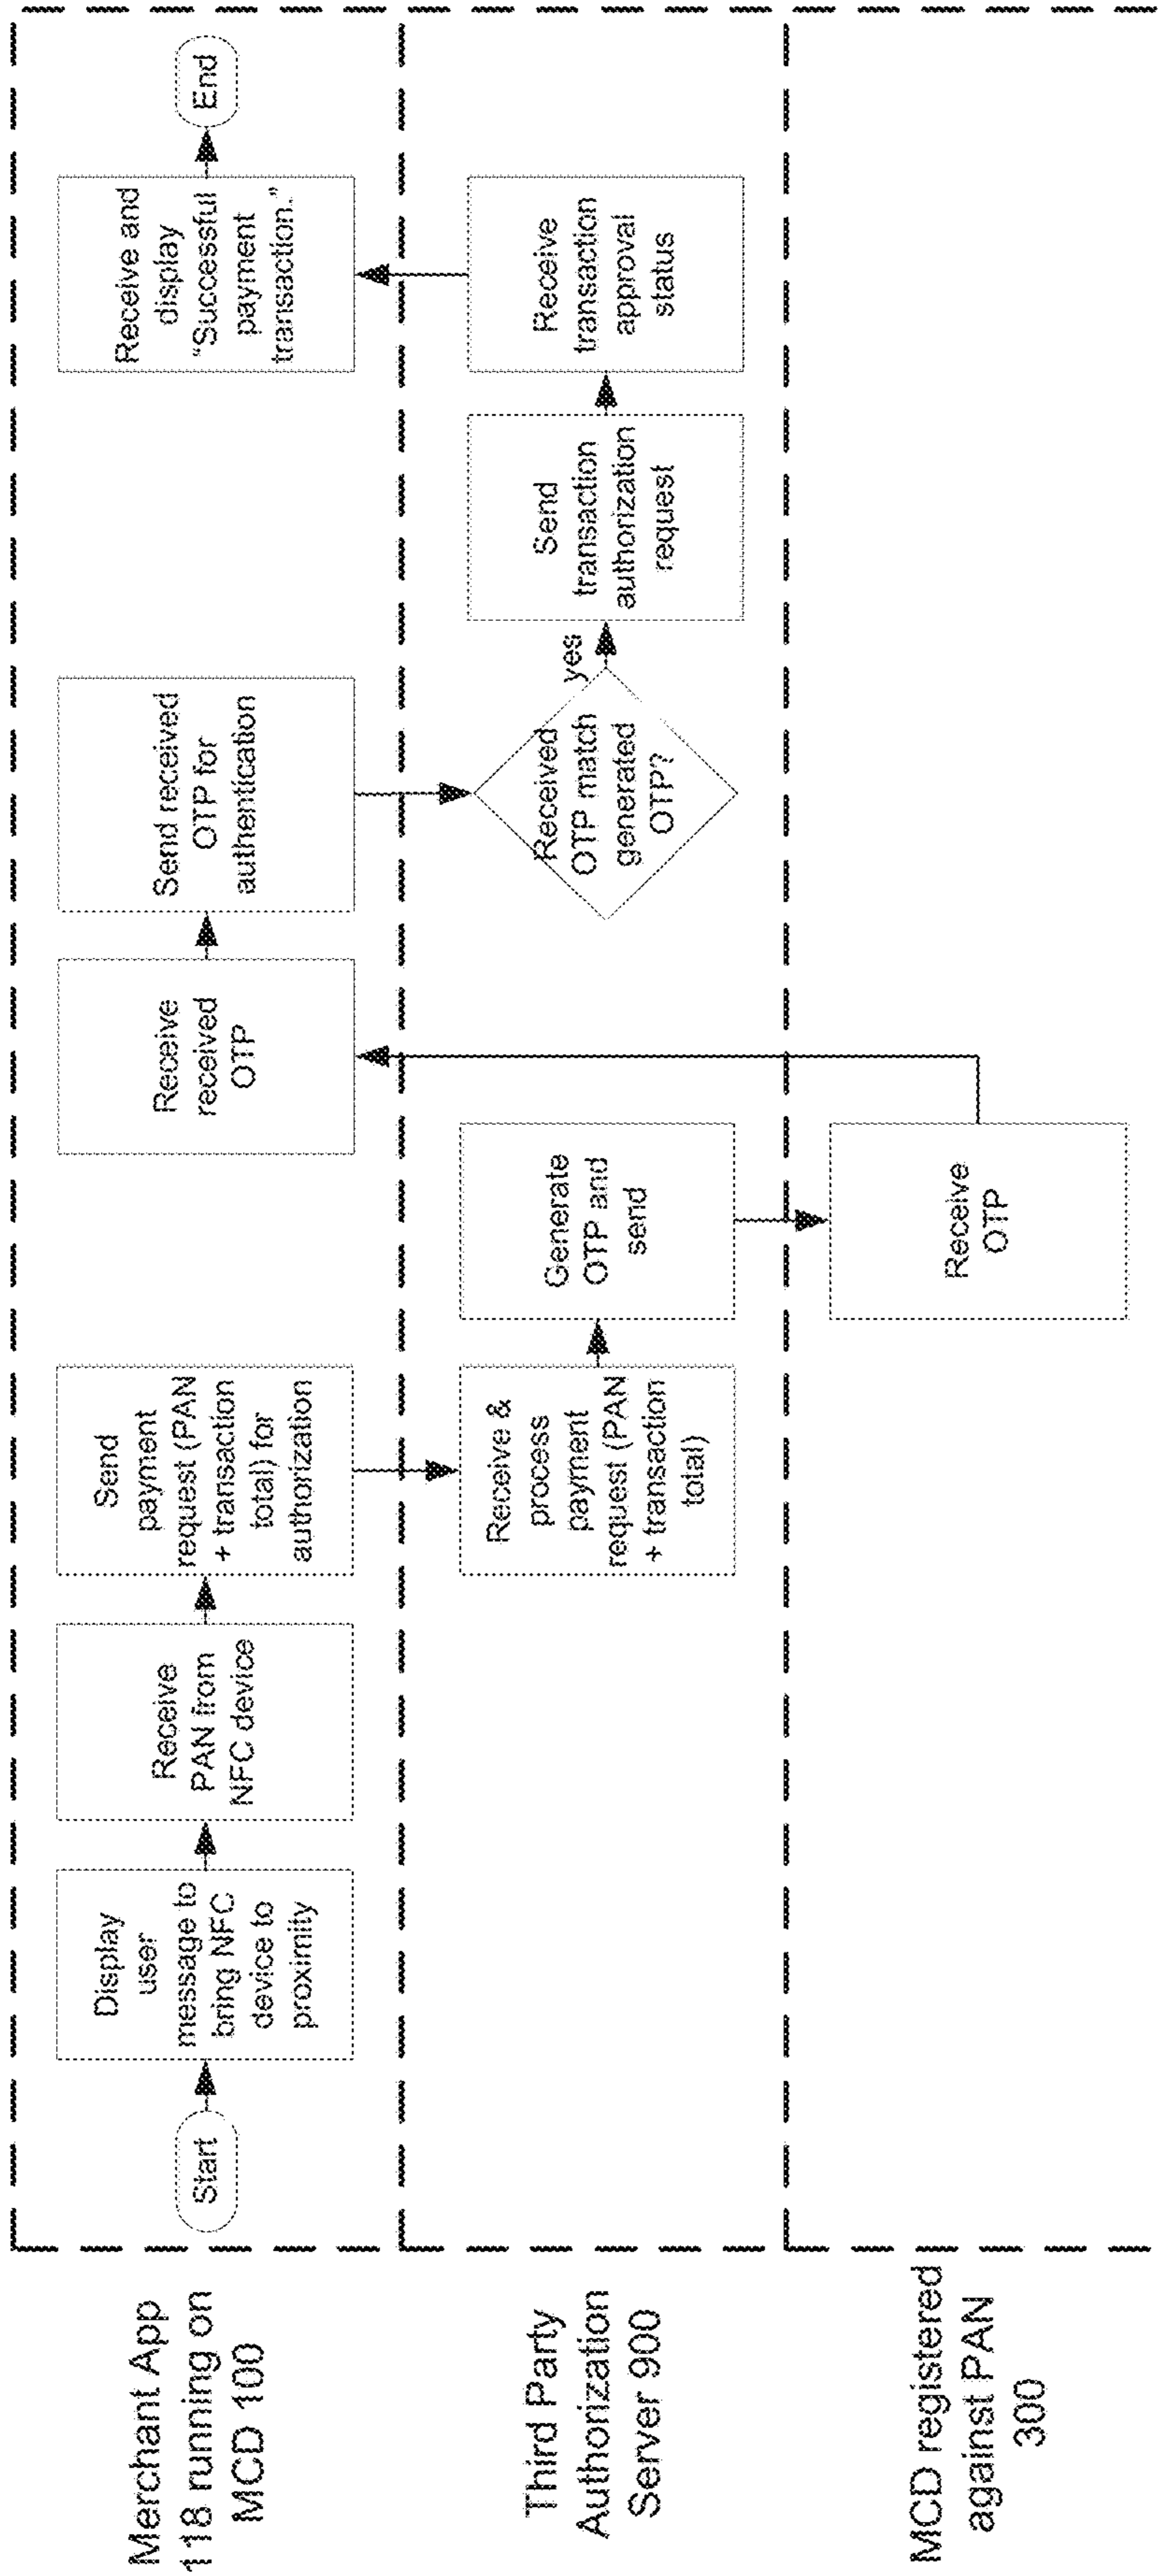 Merchant App
118 running on
MCD 100
Start
Display
user
message to
bring NFC
device to
proximity
Receive
PAN from
NFC device
Send
payment
request (PAN
+ transaction
total) for
authorization
Receive
received
OTP
Send received
OTP for
authentication
Receive and
display
“Successful
payment
transaction.”
End
Third Party
Authorization
Server 900
Receive &
process
payment
request (PAN
+ transaction
total)
Generate
OTP and
send
Received
OTP match
generated
OTP?
yes
Send
transaction
authorization
request
Receive
transaction
approval
status
MCD registered
against PAN
300
Receive
OTP